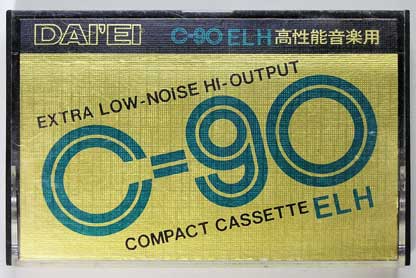 DAI'EI C-90 ELH 高性能音楽用
EXTRA LOW-NOISE HI-OUTPUT
C-90
COMPACT CASSETTE ELH